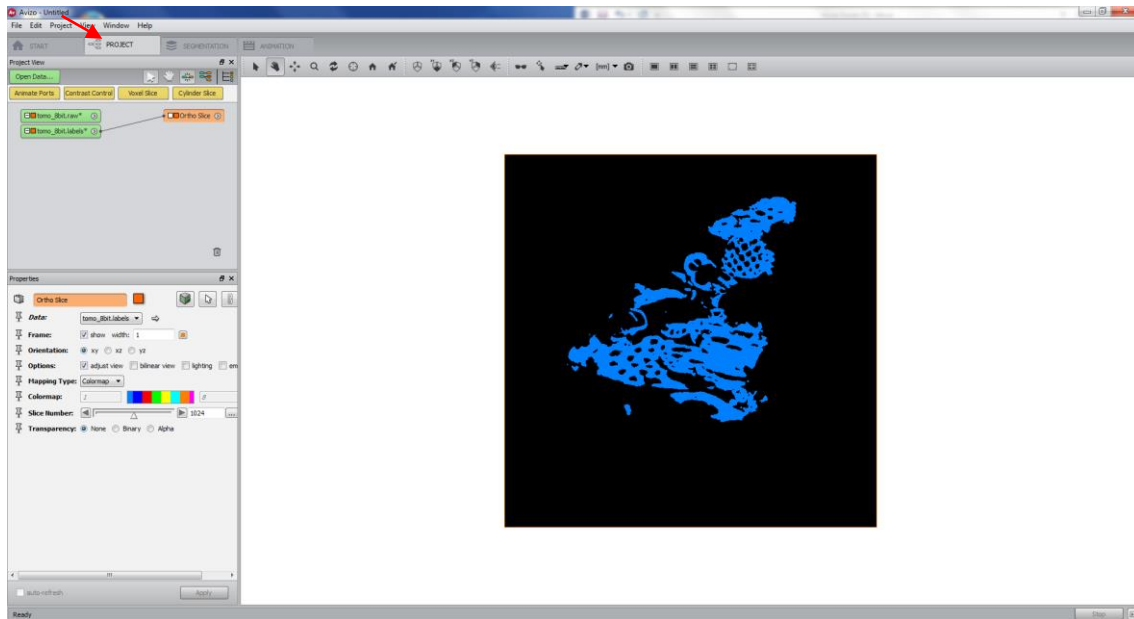 Avizo - Untitled
File Edit Project View Window Help
START PROJECT SEGMENTATION ANIMATION
Project View
Open Data...
Animate Ports Contrast Control Voxel Slice Cylinder Slice
tomo_8bit.raw* Ortho Slice
tomo_8bit.labels*
Properties
Ortho Slice
Data: tomo_8bit.labels
Frame: show width: 1
Orientation: xy xz yz
Options: adjust view bilinear view lighting em
Mapping Type: Colormap
Colormap:
Slice Number: 1024 ...
Transparency: None Binary Alpha
auto-refresh Apply
Ready Stop